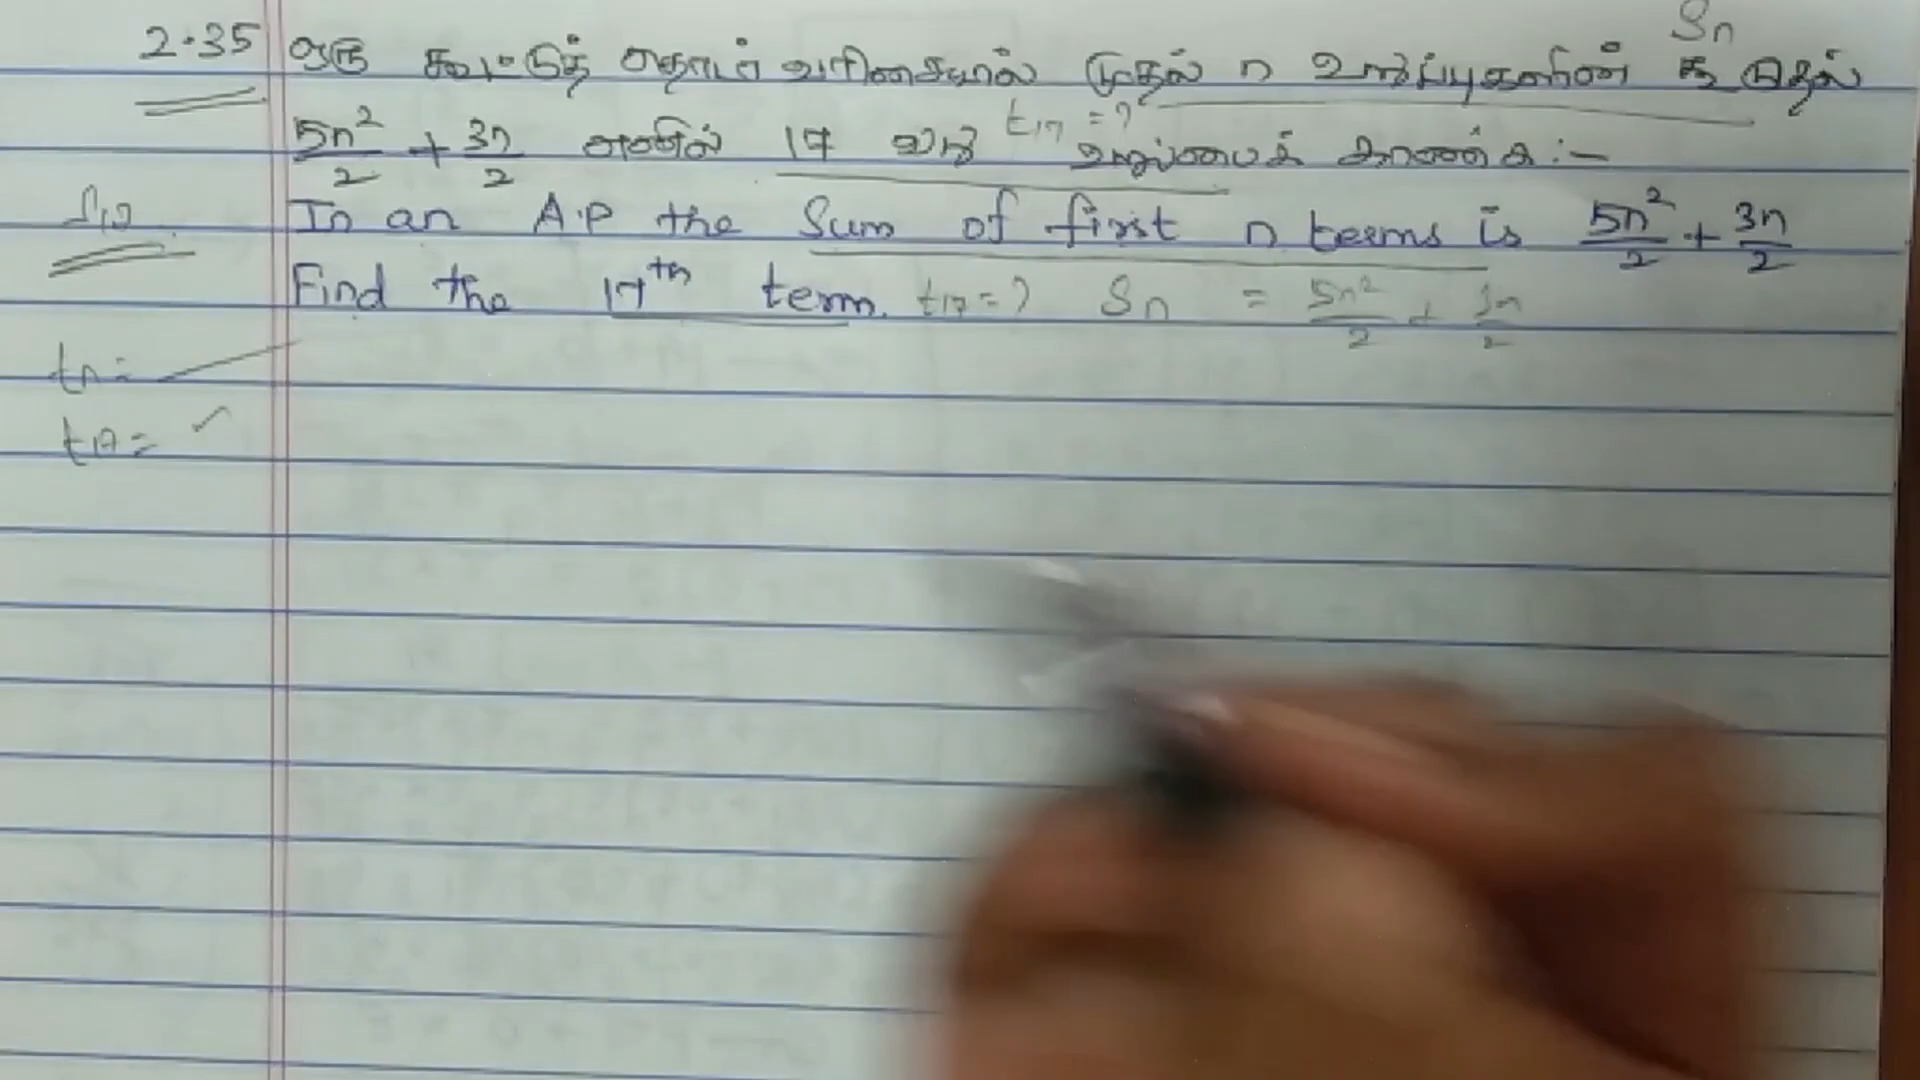 Sn
2.35 ஒரு கூட்டுத் தொடர் வரிசையில் முதல் n உறுப்புகளின் கூடுதல்
t17 = ?
5n²/2 + 3n/2 எனில் 17 வது உறுப்பைக் காண்க :-
In an A.P the Sum of first n terms is 5n²/2 + 3n/2
Find the 17th term. t17 = ? Sn = 5n²/2 + 3n/2
tn =
t17 = ✓